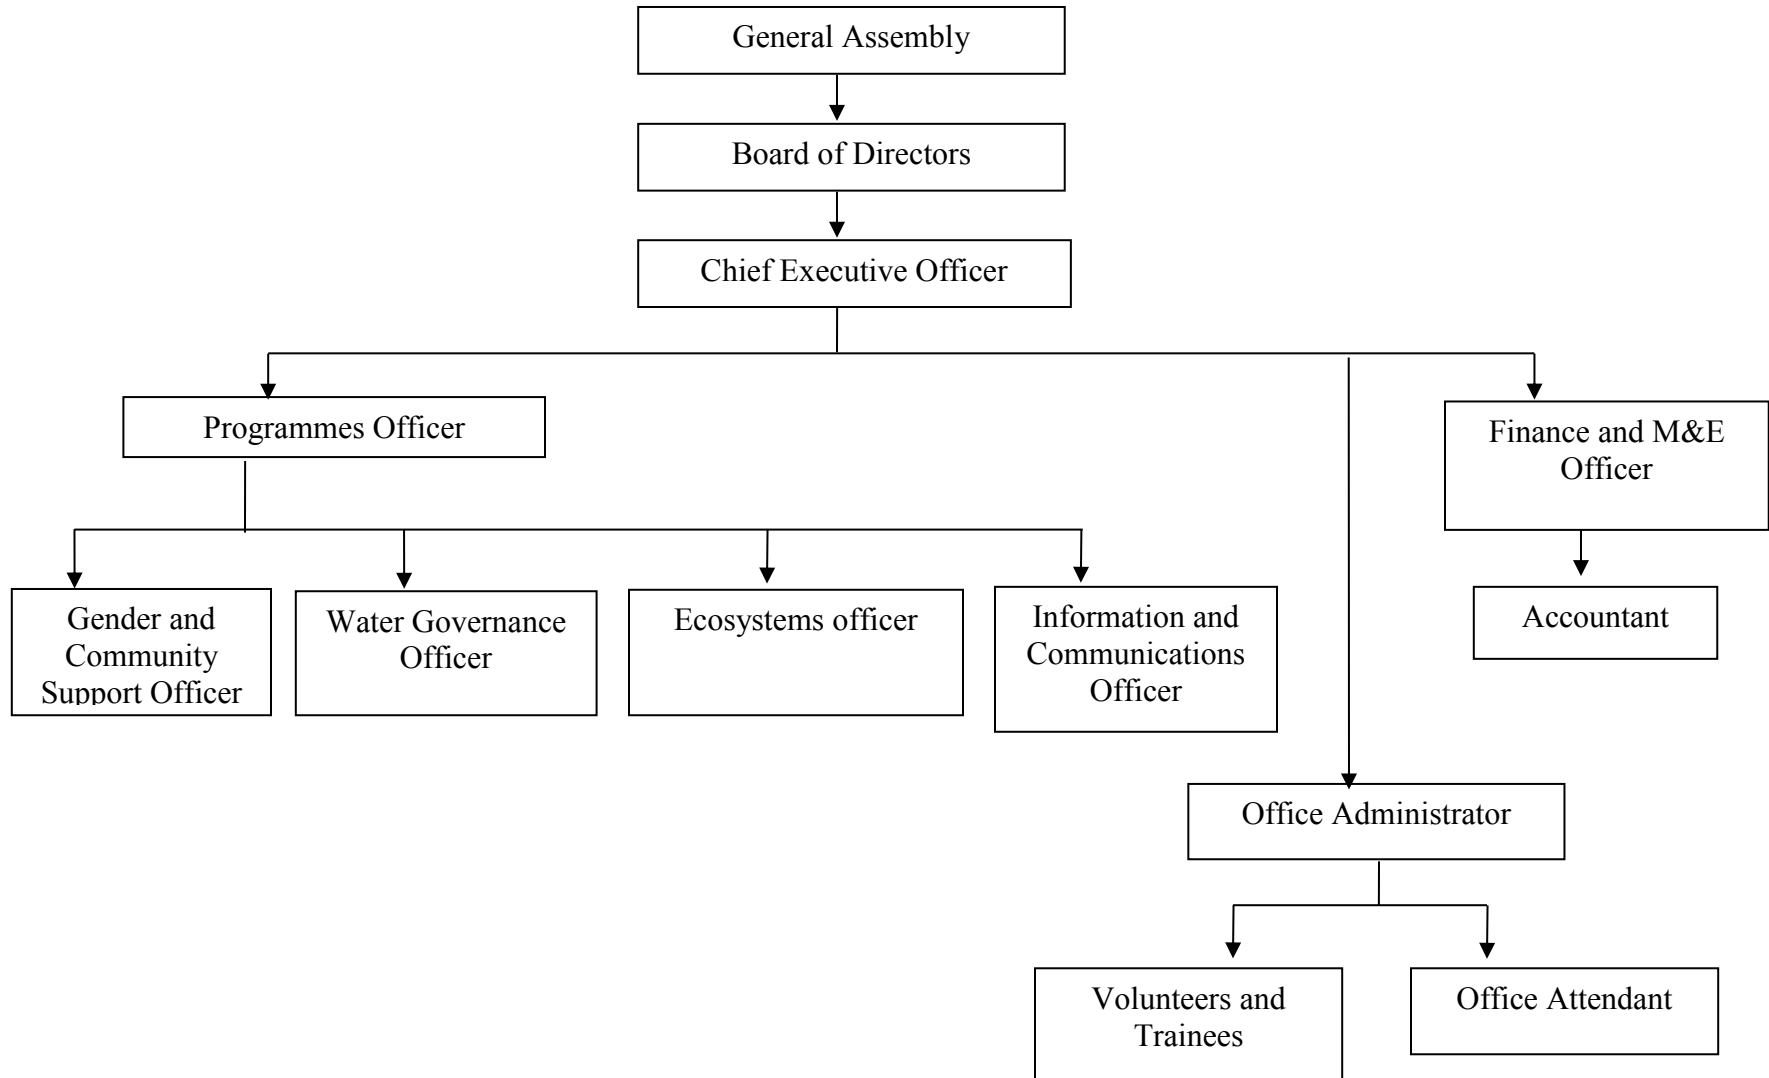 General Assembly
Board of Directors
Chief Executive Officer
Programmes Officer
Finance and M&E
Officer
Gender and
Community
Support Officer
Water Governance
Officer
Ecosystems officer
Information and
Communications
Officer
Accountant
Office Administrator
Volunteers and
Trainees
Office Attendant